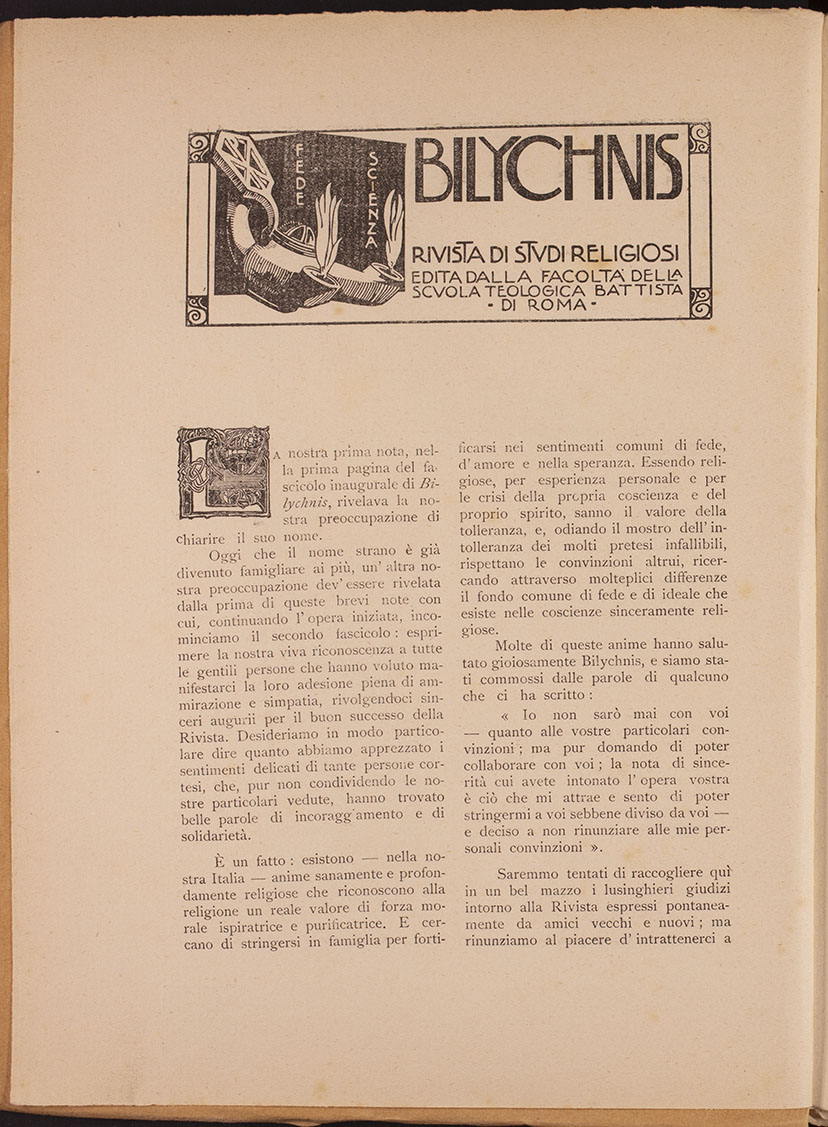 FEDE
SCIENZA
BILYCHNIS
RIVISTA DI STVDI RELIGIOSI
EDITA DALLA FACOLTÀ DELLA
SCVOLA TEOLOGICA BATTISTA
- DI ROMA -
LA nostra prima nota, nel-
la prima pagina del fa-
scicolo inaugurale di Bi-
lychnis, rivelava la no-
stra preoccupazione di
chiarire il suo nome.
Oggi che il nome strano è già
divenuto famigliare ai più, un' altra no-
stra preoccupazione dev' essere rivelata
dalla prima di queste brevi note con
cui, continuando l' opera iniziata, inco-
minciamo il secondo fascicolo : espri-
mere la nostra viva riconoscenza a tutte
le gentili persone che hanno voluto ma-
nifestarci la loro adesione piena di am-
mirazione e simpatia, rivolgendoci sin-
ceri augurii per il buon successo della
Rivista. Desideriamo in modo partico-
lare dire quanto abbiamo apprezzato i
sentimenti delicati di tante persone cor-
tesi, che, pur non condividendo le no-
stre particolari vedute, hanno trovato
belle parole di incoragg amento e di
solidarietà.
È un fatto : esistono — nella no-
stra Italia — anime sanamente e profon-
damente religiose che riconoscono alla
religione un reale valore di forza mo-
rale ispiratrice e purificatrice. E cer-
cano di stringersi in famiglia per forti-
ficarsi nei sentimenti comuni di fede,
d' amore e nella speranza. Essendo reli-
giose, per esperienza personale e per
le crisi della propria coscienza e del
proprio spirito, sanno il valore della
tolleranza, e, odiando il mostro dell' in-
tolleranza dei molti pretesi infallibili,
rispettano le convinzioni altrui, ricer-
cando attraverso molteplici differenze
il fondo comune di fede e di ideale che
esiste nelle coscienze sinceramente reli-
giose.
Molte di queste anime hanno salu-
tato gioiosamente Bilychnis, e siamo sta-
ti commossi dalle parole di qualcuno
che ci ha scritto :
« Io non sarò mai con voi
— quanto alle vostre particolari con-
vinzioni ; ma pur domando di poter
collaborare con voi ; la nota di since-
rità cui avete intonato l' opera vostra
è ciò che mi attrae e sento di poter
stringermi a voi sebbene diviso da voi —
e deciso a non rinunziare alle mie per-
sonali convinzioni ».
Saremmo tentati di raccogliere quì
in un bel mazzo i lusinghieri giudizi
intorno alla Rivista espressi pontanea-
mente da amici vecchi e nuovi ; ma
rinunziamo al piacere d' intrattenerci a